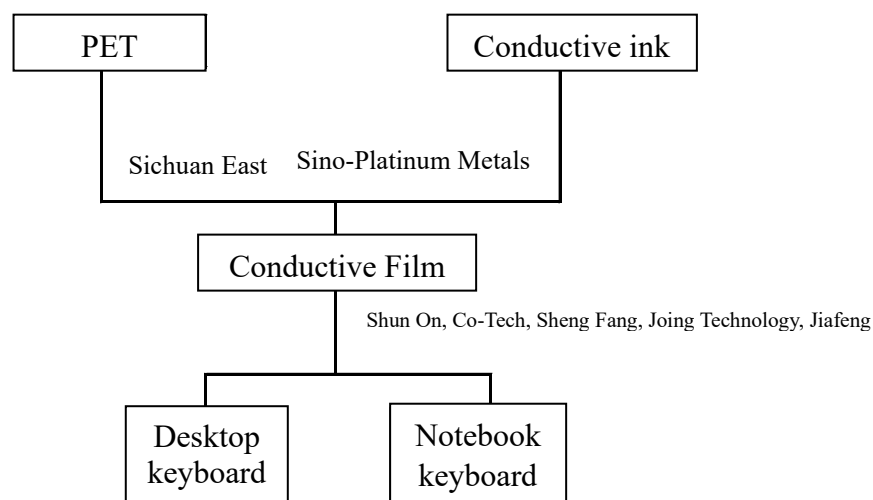 PET
Conductive ink
Sichuan East
Sino-Platinum Metals
Conductive Film
Shun On, Co-Tech, Sheng Fang, Joing Technology, Jiafeng
Desktop
keyboard
Notebook
keyboard